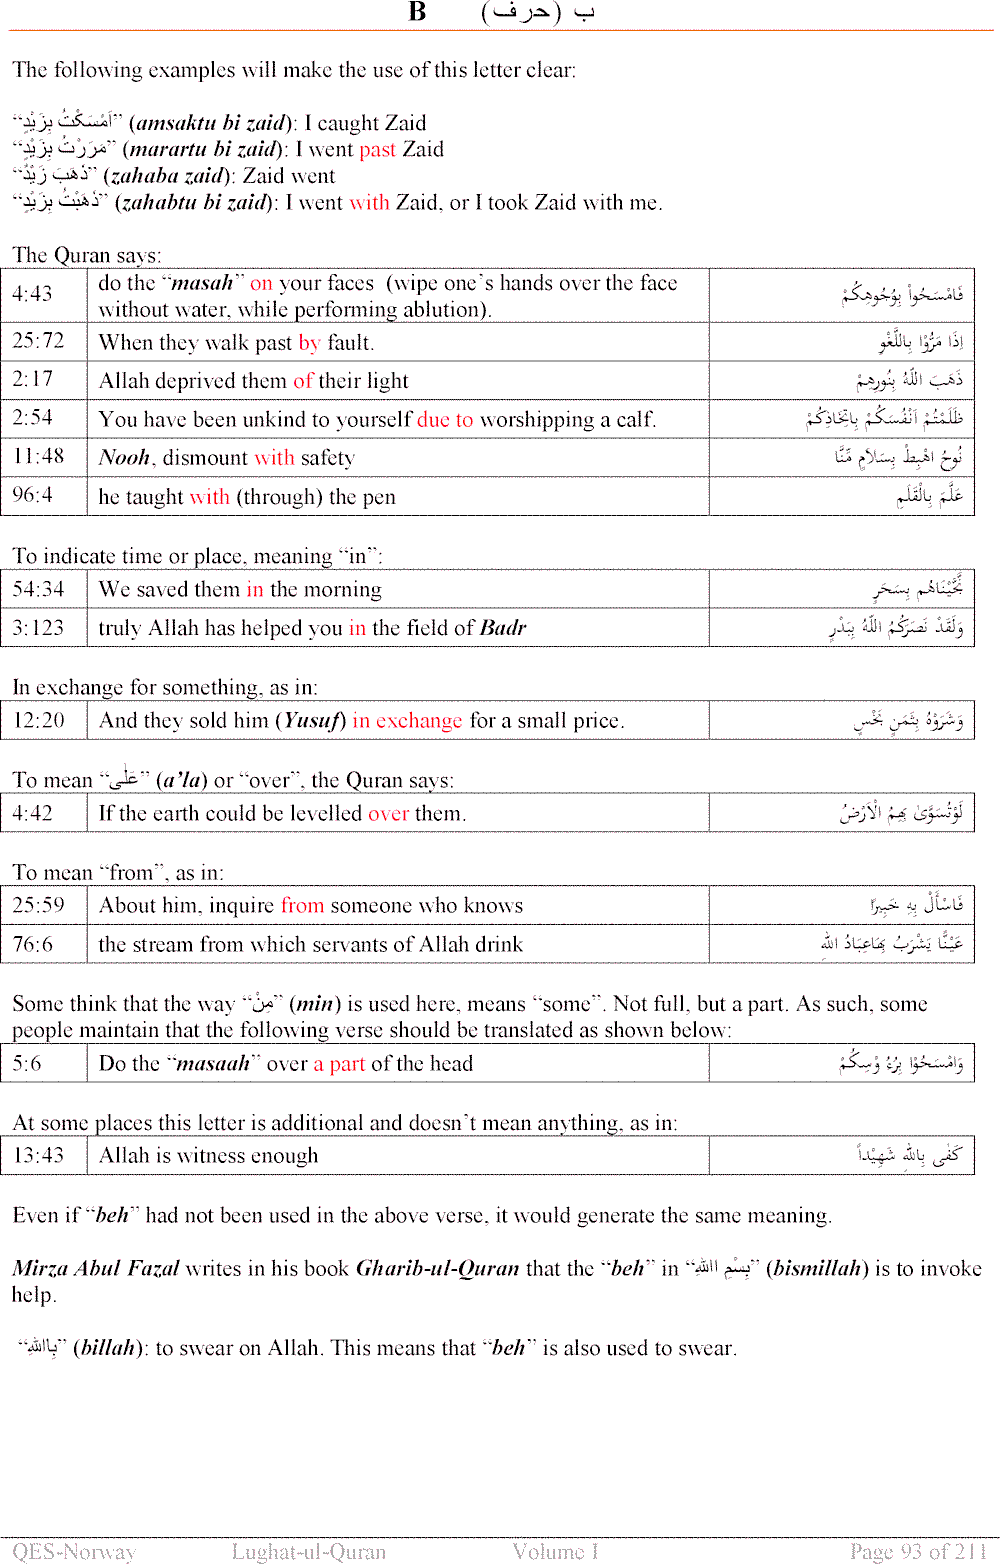 B ب (حرف)
The following examples will make the use of this letter clear:
“اَمْسَكْتُ بِزَيْدٍ” (amsaktu bi zaid): I caught Zaid
“مَرَرْتُ بِزَيْدٍ” (marartu bi zaid): I went past Zaid
“ذَهَبَ زَيْدٌ” (zahaba zaid): Zaid went
“ذَهَبْتُ بِزَيْدٍ” (zahabtu bi zaid): I went with Zaid, or I took Zaid with me.
The Quran says:
4:43 do the “masah” on your faces (wipe one’s hands over the face
without water, while performing ablution). فَامْسَحُواْ بِوُجُوهِكُمْ
25:72 When they walk past by fault. اِذَا مَرُّوْا بِاللَّغْوِ
2:17 Allah deprived them of their light ذَهَبَ اللّهُ بِنُورِهِمْ
2:54 You have been unkind to yourself due to worshipping a calf. ظَلَمْتُمْ اَنْفُسَكُمْ بِاتِّخَاذِكُمْ
11:48 Nooh, dismount with safety نُوحُ اهْبِطْ بِسَلاَمٍ مِّنَّا
96:4 he taught with (through) the pen عَلَّمَ بِالْقَلَمِ
To indicate time or place, meaning “in”:
54:34 We saved them in the morning نَّجَّيْنَاهُم بِسَحَرٍ
3:123 truly Allah has helped you in the field of Badr وَلَقَدْ نَصَرَكُمُ اللّهُ بِبَدْرٍ
In exchange for something, as in:
12:20 And they sold him (Yusuf) in exchange for a small price. وَشَرَوْهُ بِثَمَنٍ بَخْسٍ
To mean “عَلٰى” (a’la) or “over”, the Quran says:
4:42 If the earth could be levelled over them. لَوْتُسَوَّىٰ بِهِمُ الْاَرْضُ
To mean “from”, as in:
25:59 About him, inquire from someone who knows فَاسْأَلْ بِهِ خَبِيرًا
76:6 the stream from which servants of Allah drink عَيْنًا يَشْرَبُ بِهَاعِبَادُ اللهِ
Some think that the way “مِنْ” (min) is used here, means “some”. Not full, but a part. As such, some
people maintain that the following verse should be translated as shown below:
5:6 Do the “masaah” over a part of the head وَامْسَحُوْا بِرُءُ وْسِكُمْ
At some places this letter is additional and doesn’t mean anything, as in:
13:43 Allah is witness enough كَفٰى بِاللهِ شَهِيْداً
Even if “beh” had not been used in the above verse, it would generate the same meaning.
Mirza Abul Fazal writes in his book Gharib-ul-Quran that the “beh” in “بِسْمِ االلهِ” (bismillah) is to invoke
help.
“بِااللهِ” (billah): to swear on Allah. This means that “beh” is also used to swear.
QES-Norway Lughat-ul-Quran Volume I Page 93 of 211